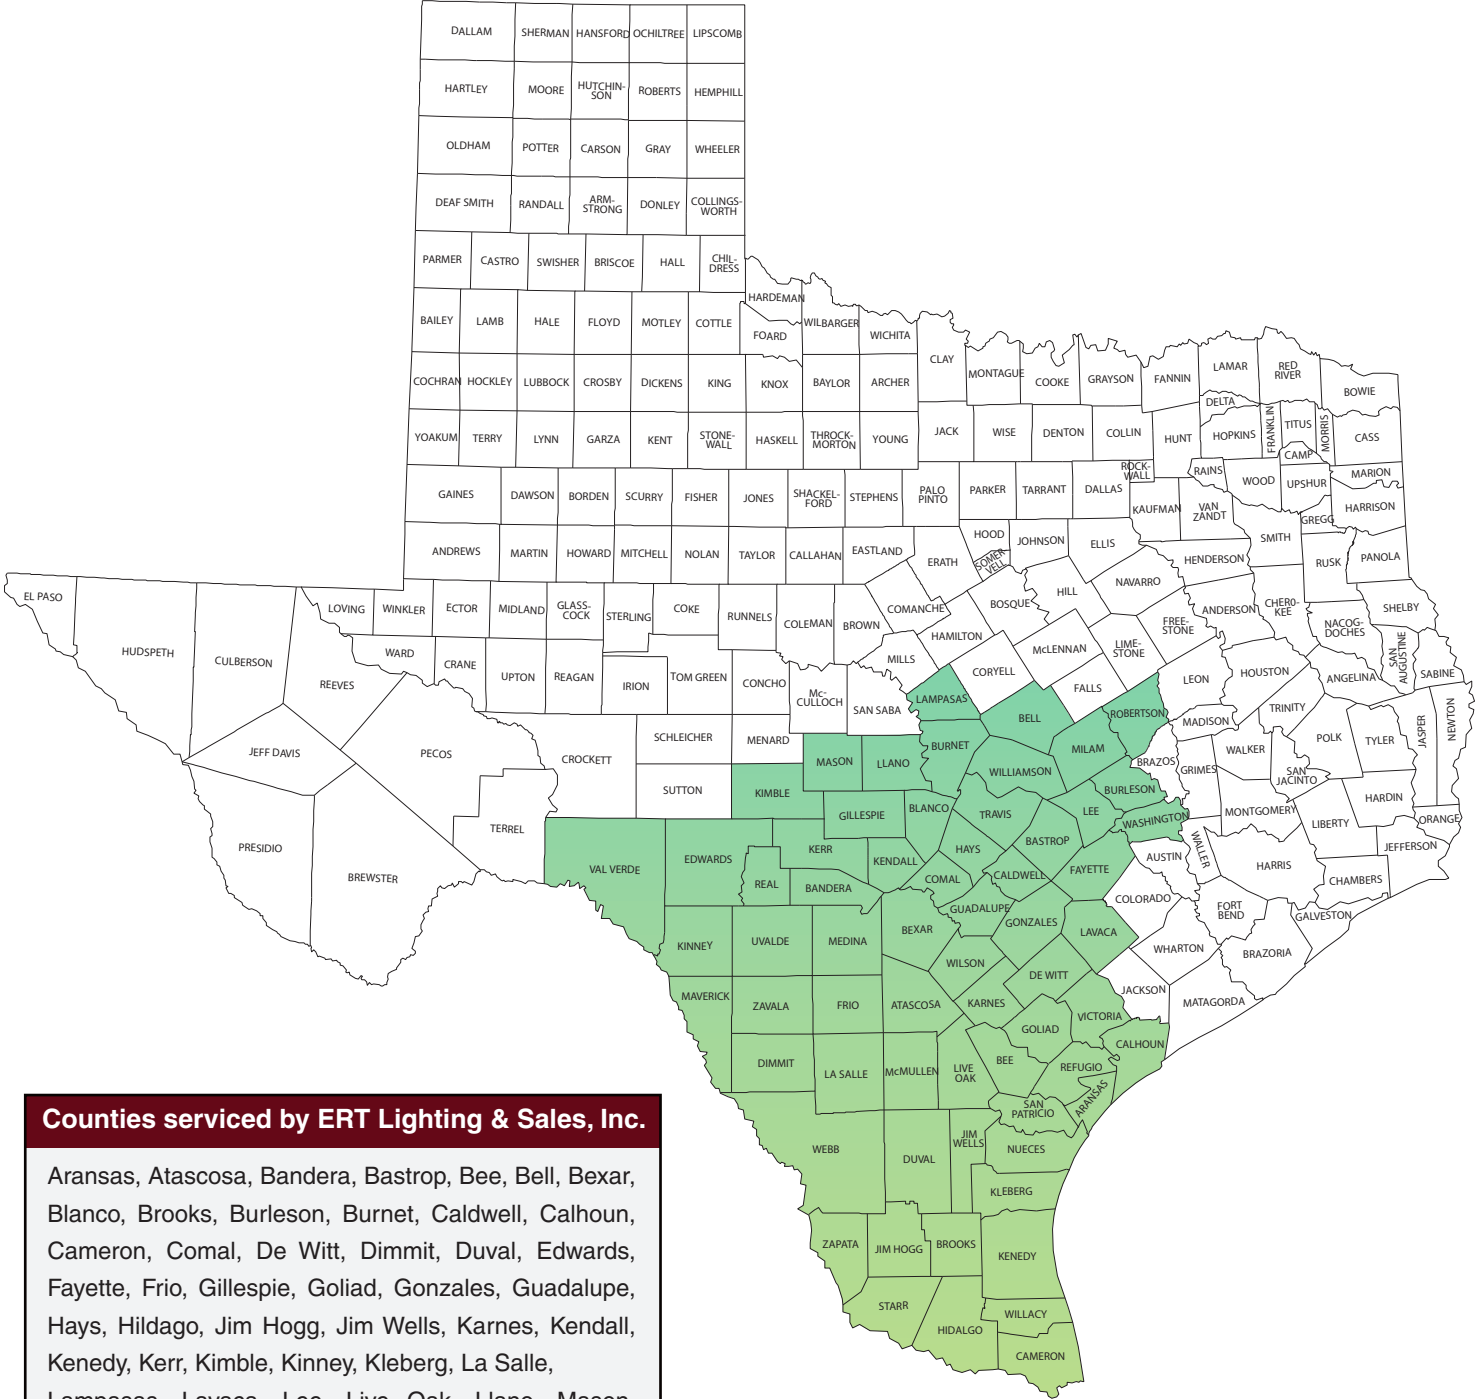 DALLAM SHERMAN HANSFORD OCHILTREE LIPSCOMB
HARTLEY MOORE HUTCHIN-
SON ROBERTS HEMPHILL
OLDHAM POTTER CARSON GRAY WHEELER
DEAF SMITH RANDALL ARM-
STRONG DONLEY COLLINGS-
WORTH
PARMER CASTRO SWISHER BRISCOE HALL CHIL-
DRESS
HARDEMAN
BAILEY LAMB HALE FLOYD MOTLEY COTTLE FOARD WILBARGER WICHITA
CLAY MONTAGUE COOKE GRAYSON FANNIN LAMAR RED
RIVER BOWIE
COCHRAN HOCKLEY LUBBOCK CROSBY DICKENS KING KNOX BAYLOR ARCHER
DELTA
YOAKUM TERRY LYNN GARZA KENT STONE-
WALL HASKELL THROCK-
MORTON YOUNG JACK WISE DENTON COLLIN HUNT HOPKINS FRANKLIN TITUS MORRIS CASS
CAMP
ROCK-
WALL RAINS WOOD UPSHUR MARION
GAINES DAWSON BORDEN SCURRY FISHER JONES SHACKEL-
FORD STEPHENS PALO
PINTO PARKER TARRANT DALLAS KAUFMAN VAN
ZANDT GREGG HARRISON
ANDREWS MARTIN HOWARD MITCHELL NOLAN TAYLOR CALLAHAN EASTLAND ERATH HOOD SOMER
VELL JOHNSON ELLIS HENDERSON SMITH RUSK PANOLA
EL PASO HUDSPETH CULBERSON LOVING WINKLER ECTOR MIDLAND GLASS-
COCK STERLING COKE RUNNELS COLEMAN BROWN COMANCHE BOSQUE HILL NAVARRO FREE-
STONE ANDERSON CHERO-
KEE NACOG-
DOCHES SHELBY
REEVES WARD CRANE UPTON REAGAN IRION TOM GREEN CONCHO Mc-
CULLOCH SAN SABA MILLS HAMILTON CORYELL McLENNAN LIME-
STONE FALLS LEON HOUSTON ANGELINA SAN
AUGUSTINE SABINE
LAMPASAS BELL ROBERTSON MADISON TRINITY POLK TYLER JASPER NEWTON
JEFF DAVIS PECOS CROCKETT SCHLEICHER MENARD MASON LLANO BURNET WILLIAMSON MILAM BRAZOS GRIMES WALKER SAN
JACINTO
SUTTON KIMBLE GILLESPIE BLANCO TRAVIS LEE BURLESON WASHINGTON MONTGOMERY LIBERTY HARDIN ORANGE
PRESIDIO BREWSTER TERREL VAL VERDE EDWARDS REAL KERR BANDERA KENDALL HAYS COMAL BASTROP CALDWELL FAYETTE AUSTIN WALLER HARRIS JEFFERSON CHAMBERS
KINNEY UVALDE MEDINA BEXAR GUADALUPE GONZALES LAVACA COLORADO FORT
BEND GALVESTON
WILSON DE WITT WHARTON BRAZORIA
MAVERICK ZAVALA FRIO ATASCOSA KARNES GOLIAD VICTORIA JACKSON MATAGORDA
DIMMIT LA SALLE McMULLEN LIVE
OAK BEE REFUGIO CALHOUN
SAN
PATRICIO ARANSAS
WEBB DUVAL JIM
WELLS NUECES
KLEBERG
ZAPATA JIM HOGG BROOKS KENEDY
STARR HIDALGO WILLACY
CAMERON
Counties serviced by ERT Lighting & Sales, Inc.
Aransas, Atascosa, Bandera, Bastrop, Bee, Bell, Bexar,
Blanco, Brooks, Burleson, Burnet, Caldwell, Calhoun,
Cameron, Comal, De Witt, Dimmit, Duval, Edwards,
Fayette, Frio, Gillespie, Goliad, Gonzales, Guadalupe,
Hays, Hildago, Jim Hogg, Jim Wells, Karnes, Kendall,
Kenedy, Kerr, Kimble, Kinney, Kleberg, La Salle,
Lampasas, Lavaca, Lee, Live Oak, Llano, Mason,